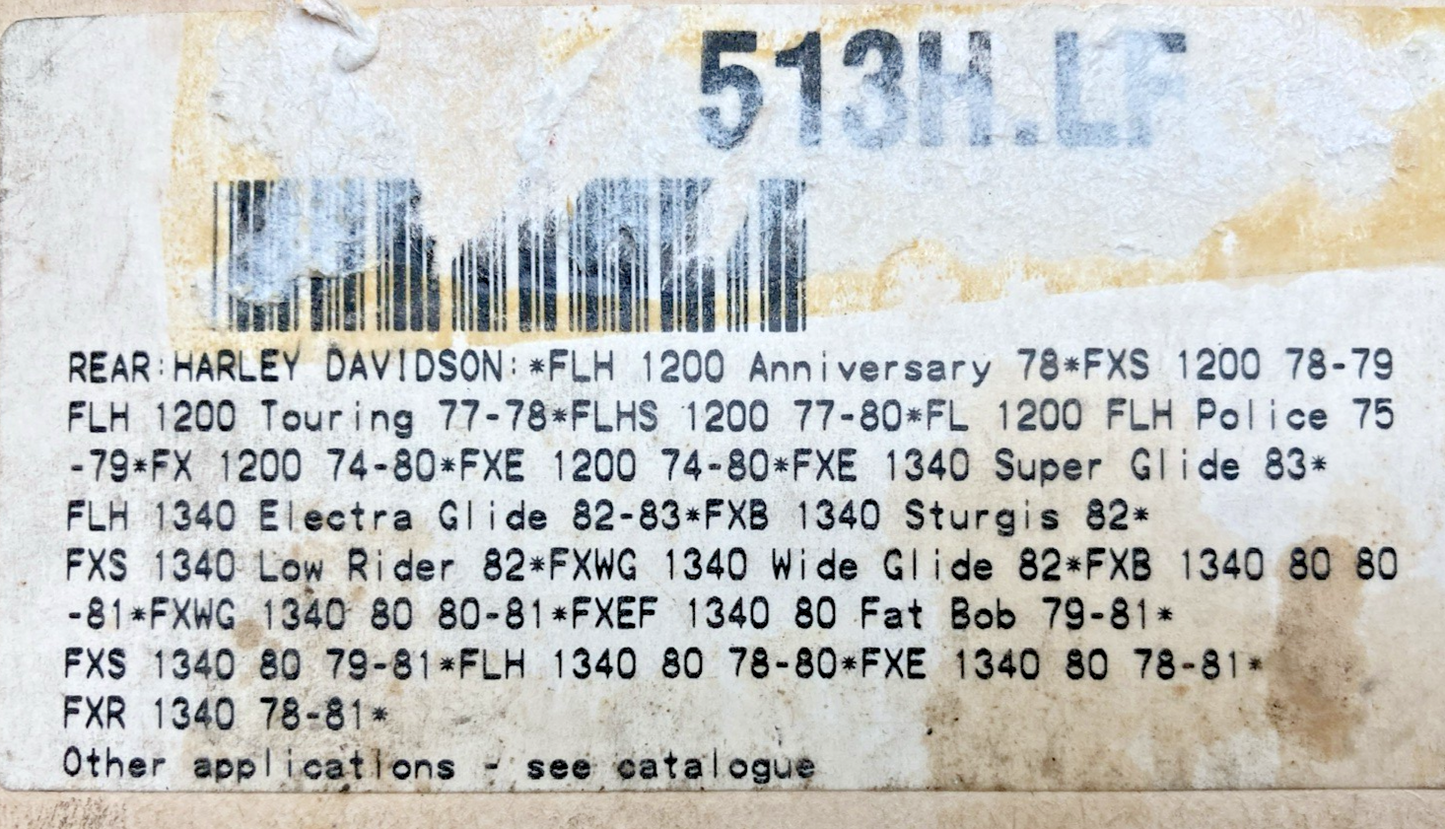 513H.LF
REAR:HARLEY DAVIDSON:*FLH 1200 Anniversary 78*FXS 1200 78-79
FLH 1200 Touring 77-78*FLHS 1200 77-80*FL 1200 FLH Police 75
-79*FX 1200 74-80*FXE 1200 74-80*FXE 1340 Super Glide 83*
FLH 1340 Electra Glide 82-83*FXB 1340 Sturgis 82*
FXS 1340 Low Rider 82*FXWG 1340 Wide Glide 82*FXB 1340 80 80
-81*FXWG 1340 80 80-81*FXEF 1340 80 Fat Bob 79-81*
FXS 1340 80 79-81*FLH 1340 80 78-80*FXE 1340 80 78-81*
FXR 1340 78-81*
Other applications - see catalogue